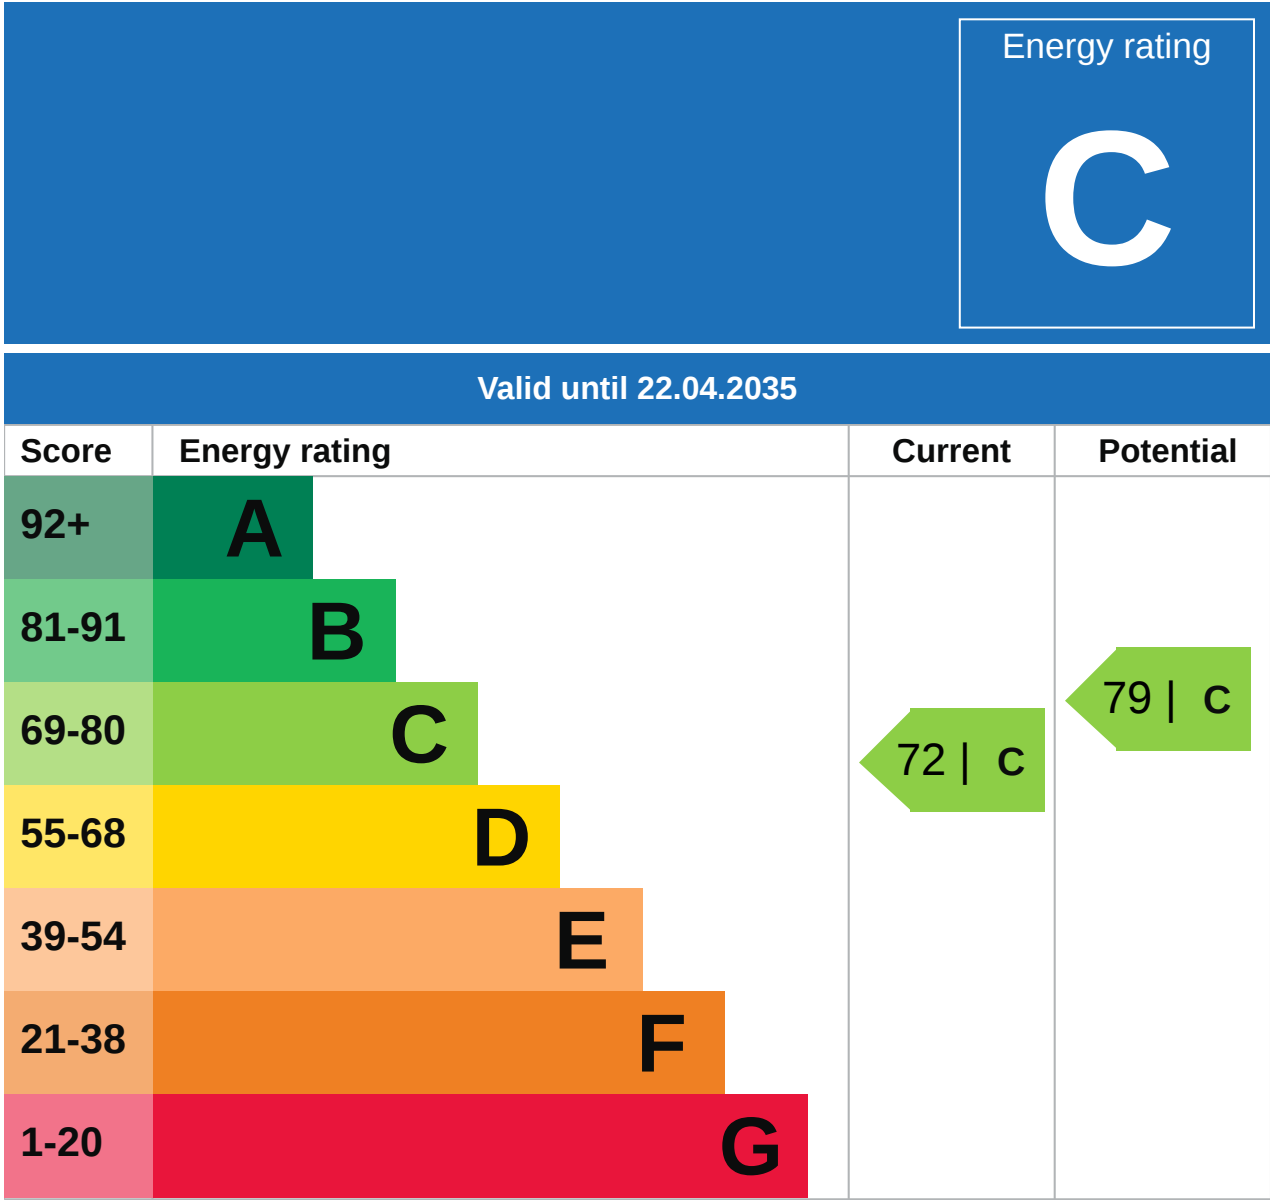 Energy rating
C
Valid until 22.04.2035
Score Energy rating Current Potential
92+ A
81-91 B
79 | C
69-80 C
72 | C
55-68 D
39-54 E
21-38 F
1-20 G